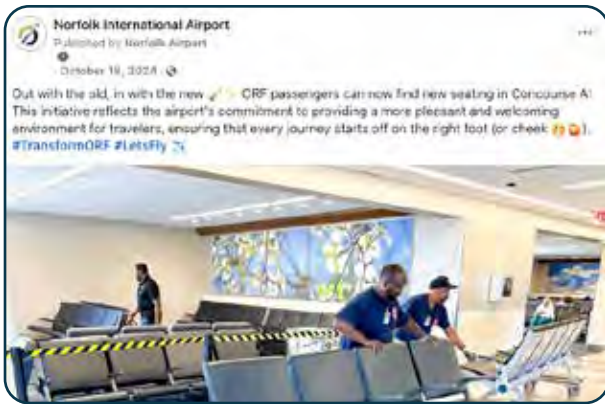 Norfolk International Airport
Published by Norfolk Airport
· October 18, 2024 ·
Out with the old, in with the new ORF passengers can now find new seating in Concourse A!
This initiative reflects the airport's commitment to providing a more pleasant and welcoming
environment for travelers, ensuring that every journey starts off on the right foot (or cheek).
#TransformORF #LetsFly